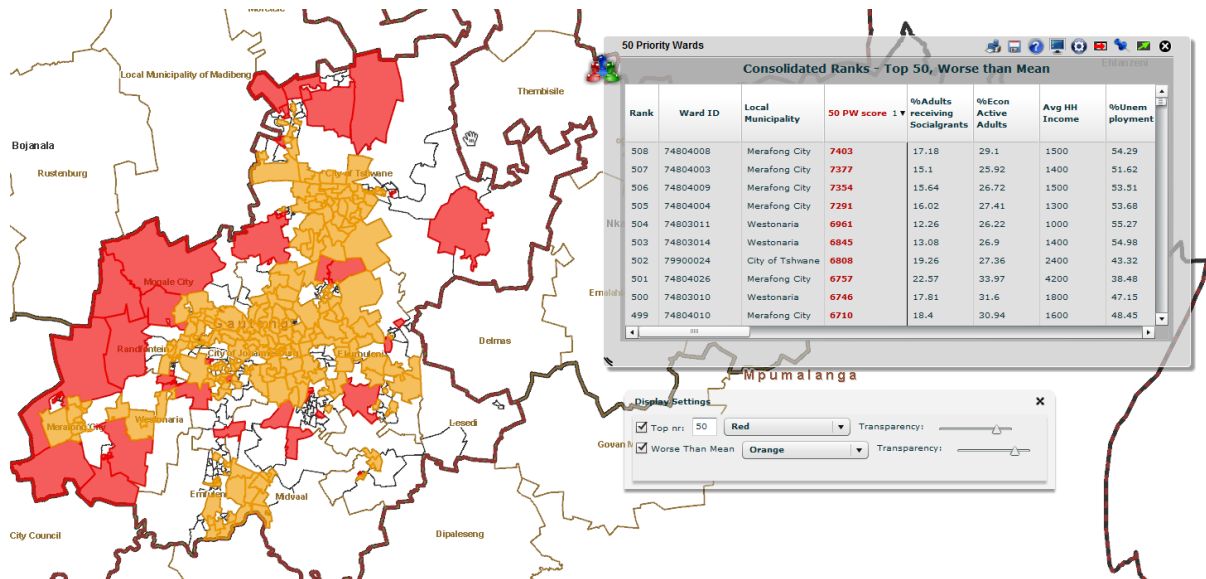 Local Municipality of Madibeng
Thembisile
Bojanala
Rustenburg
City of Tshwane
Mogale City
Gauteng
Randfontein
City of Johannesburg
Ekurhuleni
Delmas
Merafong City
Westonaria
Lesedi
Emfuleni
Midvaal
City Council
Dipaleseng
Mpumalanga
50 Priority Wards
Consolidated Ranks - Top 50, Worse than Mean
Rank Ward ID Local Municipality 50 PW score 1 %Adults receiving Socialgrants %Econ Active Adults Avg HH Income %Unem ployment
508 74804008 Merafong City 7403 17.18 29.1 1500 54.29
507 74804003 Merafong City 7377 15.1 25.92 1400 51.62
506 74804009 Merafong City 7354 15.64 26.72 1500 53.51
505 74804004 Merafong City 7291 16.02 27.41 1300 53.68
504 74803011 Westonaria 6961 12.26 26.22 1000 55.27
503 74803014 Westonaria 6845 13.08 26.9 1400 54.98
502 79900024 City of Tshwane 6808 19.26 27.36 2400 43.32
501 74804026 Merafong City 6757 22.57 33.97 4200 38.48
500 74803010 Westonaria 6746 17.81 31.6 1800 47.15
499 74804010 Merafong City 6710 18.4 30.94 1600 48.45
Display Settings
Top nr: 50 Red Transparency:
Worse Than Mean Orange Transparency: